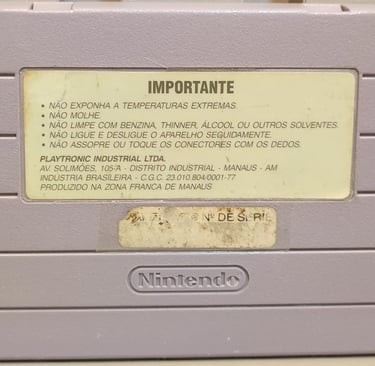 IMPORTANTE
• NÃO EXPONHA A TEMPERATURAS EXTREMAS.
• NÃO MOLHE.
• NÃO LIMPE COM BENZINA, THINNER, ÁLCOOL OU OUTROS SOLVENTES.
• NÃO LIGUE E DESLIGUE O APARELHO SEGUIDAMENTE.
• NÃO ASSOPRE OU TOQUE OS CONECTORES COM OS DEDOS.
PLAYTRONIC INDUSTRIAL LTDA.
AV. SOLIMÕES, 105/A - DISTRITO INDUSTRIAL - MANAUS - AM
INDÚSTRIA BRASILEIRA - C.G.C. 23.010.804/0001-77
PRODUZIDO NA ZONA FRANCA DE MANAUS
Nº DE SÉRIE
Nintendo